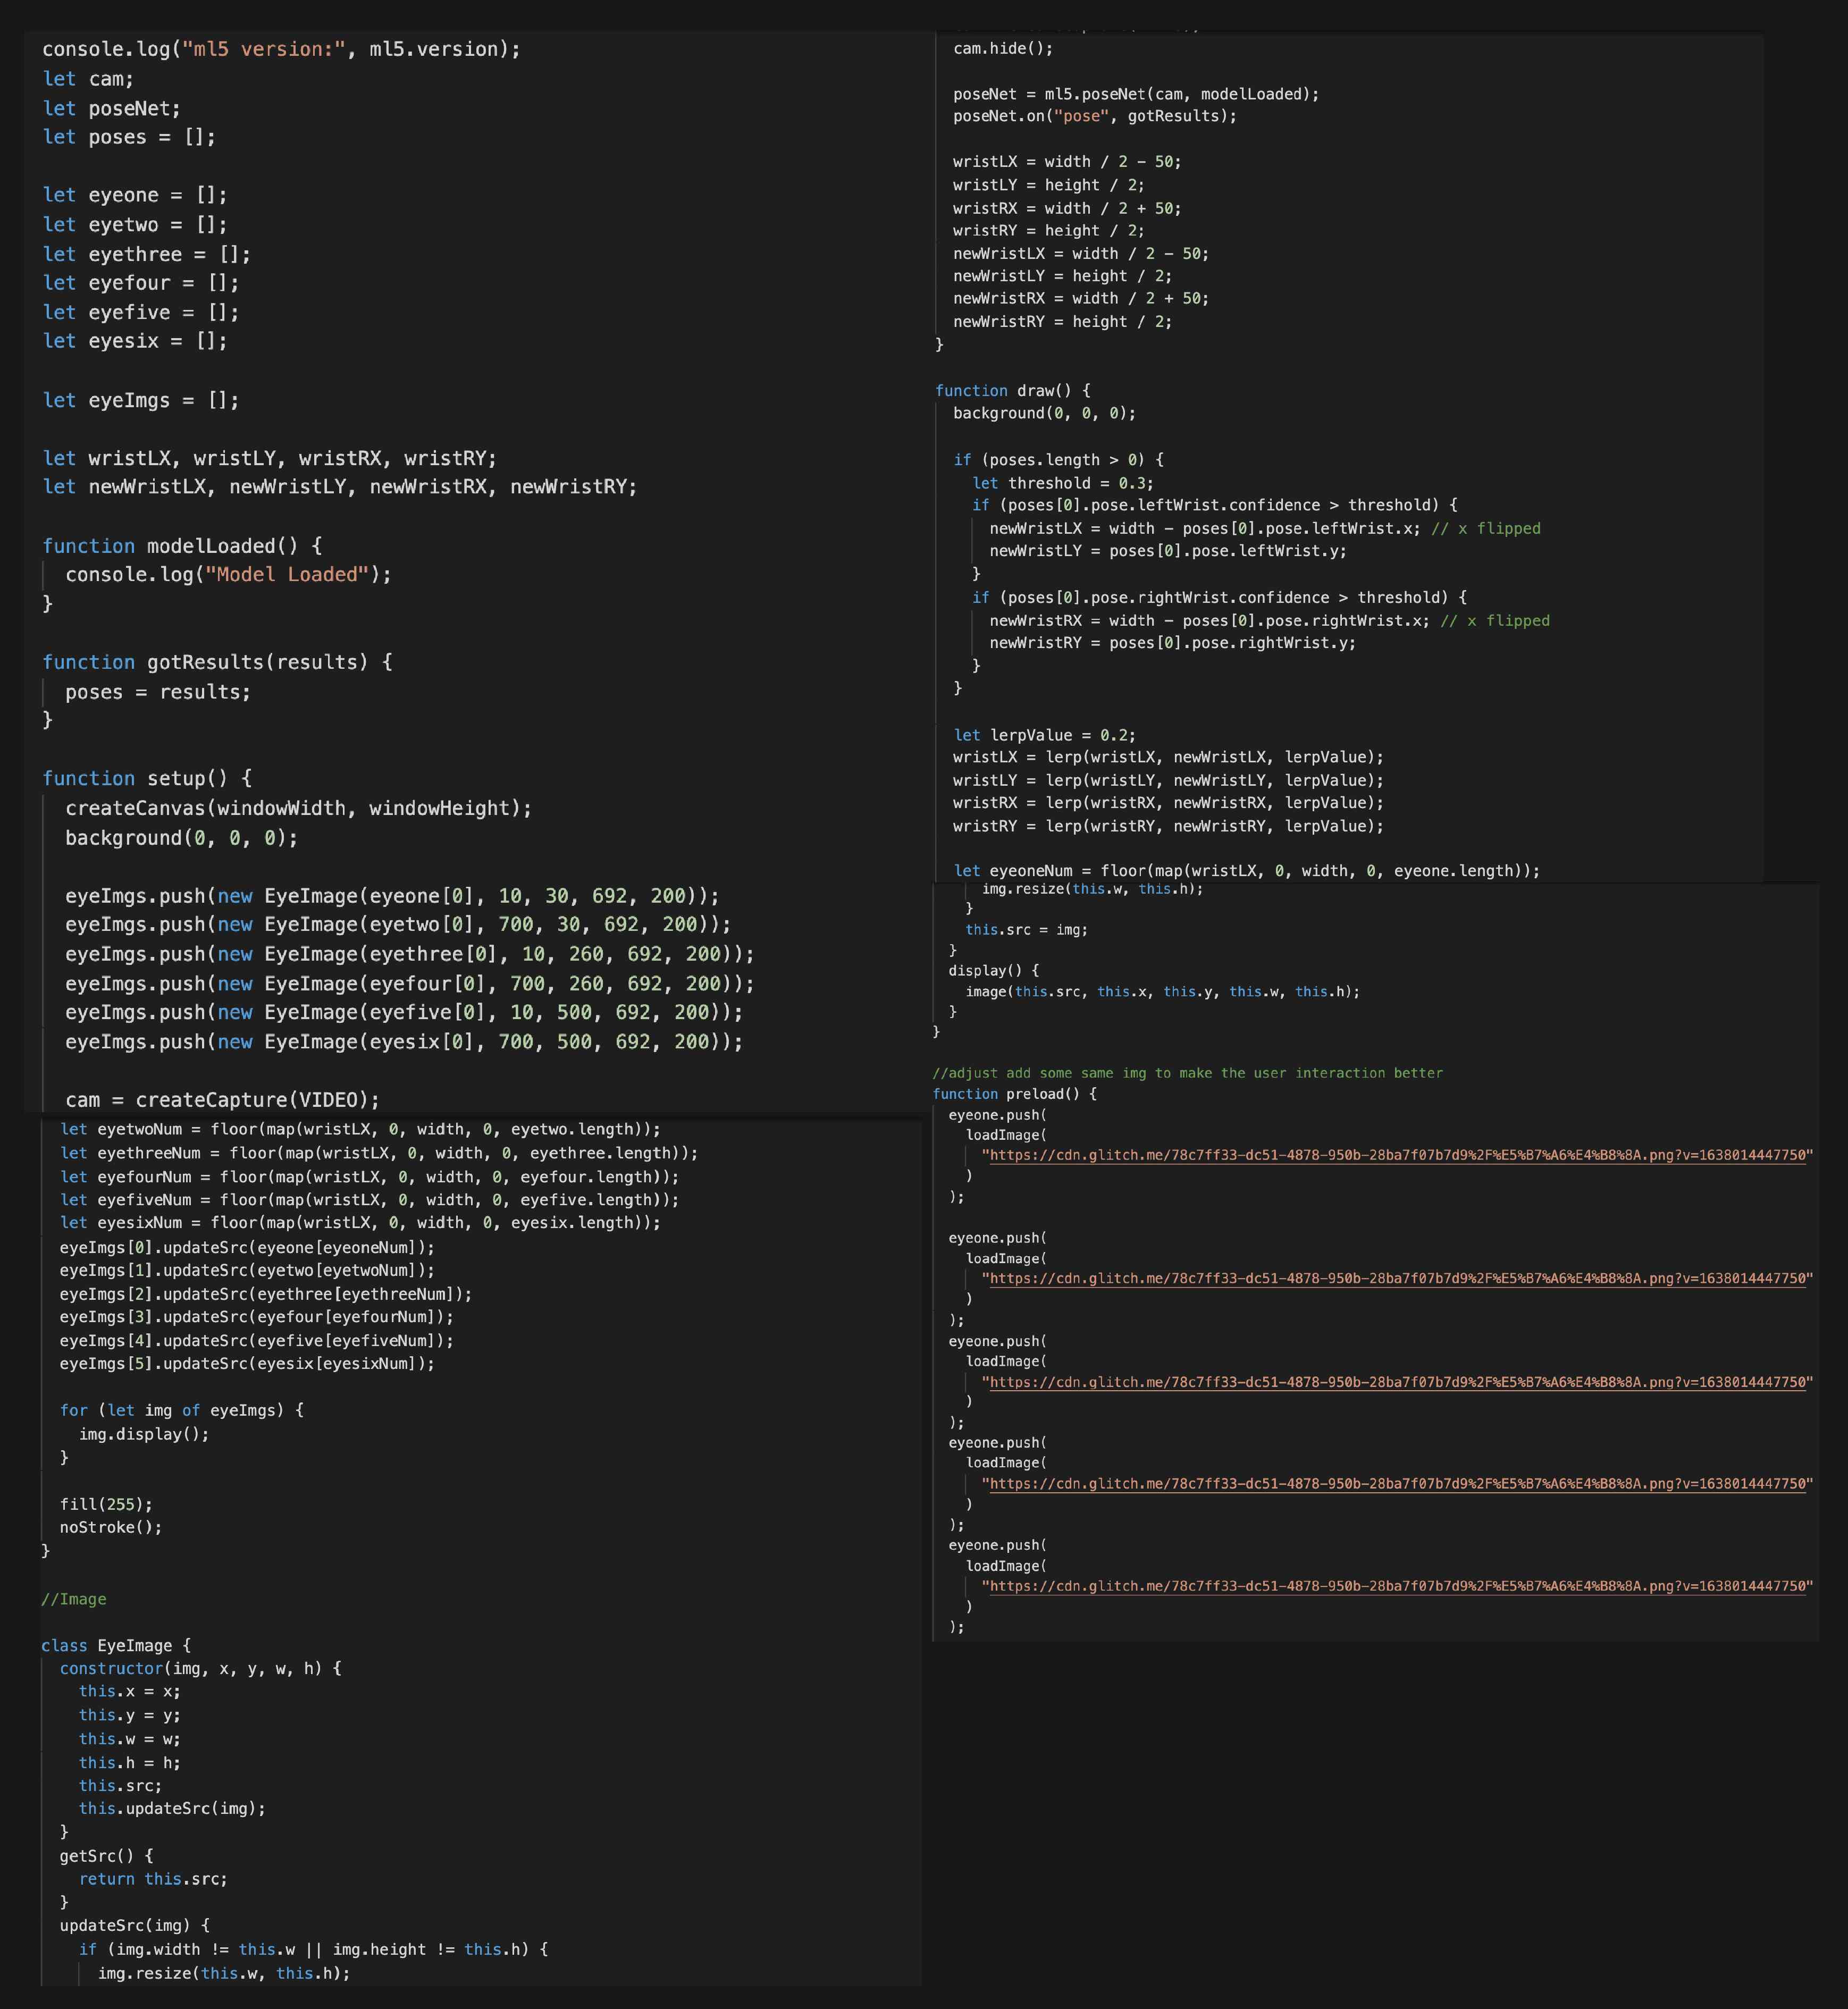 console.log("ml5 version:", ml5.version);
let cam;
let poseNet;
let poses = [];
let eyeone = [];
let eyetwo = [];
let eyethree = [];
let eyefour = [];
let eyefive = [];
let eyesix = [];
let eyeImgs = [];
let wristLX, wristLY, wristRX, wristRY;
let newWristLX, newWristLY, newWristRX, newWristRY;
function modelLoaded() {
console.log("Model Loaded");
}
function gotResults(results) {
poses = results;
}
function setup() {
createCanvas(windowWidth, windowHeight);
background(0, 0, 0);
eyeImgs.push(new EyeImage(eyeone[0], 10, 30, 692, 200));
eyeImgs.push(new EyeImage(eyetwo[0], 700, 30, 692, 200));
eyeImgs.push(new EyeImage(eyethree[0], 10, 260, 692, 200));
eyeImgs.push(new EyeImage(eyefour[0], 700, 260, 692, 200));
eyeImgs.push(new EyeImage(eyefive[0], 10, 500, 692, 200));
eyeImgs.push(new EyeImage(eyesix[0], 700, 500, 692, 200));
cam = createCapture(VIDEO);
cam.hide();
poseNet = ml5.poseNet(cam, modelLoaded);
poseNet.on("pose", gotResults);
wristLX = width / 2 - 50;
wristLY = height / 2;
wristRX = width / 2 + 50;
wristRY = height / 2;
newWristLX = width / 2 - 50;
newWristLY = height / 2;
newWristRX = width / 2 + 50;
newWristRY = height / 2;
}
function draw() {
background(0, 0, 0);
if (poses.length > 0) {
let threshold = 0.3;
if (poses[0].pose.leftWrist.confidence > threshold) {
newWristLX = width - poses[0].pose.leftWrist.x; // x flipped
newWristLY = poses[0].pose.leftWrist.y;
}
if (poses[0].pose.rightWrist.confidence > threshold) {
newWristRX = width - poses[0].pose.rightWrist.x; // x flipped
newWristRY = poses[0].pose.rightWrist.y;
}
}
let lerpValue = 0.2;
wristLX = lerp(wristLX, newWristLX, lerpValue);
wristLY = lerp(wristLY, newWristLY, lerpValue);
wristRX = lerp(wristRX, newWristRX, lerpValue);
wristRY = lerp(wristRY, newWristRY, lerpValue);
let eyeoneNum = floor(map(wristLX, 0, width, 0, eyeone.length));
let eyetwoNum = floor(map(wristLX, 0, width, 0, eyetwo.length));
let eyethreeNum = floor(map(wristLX, 0, width, 0, eyethree.length));
let eyefourNum = floor(map(wristLX, 0, width, 0, eyefour.length));
let eyefiveNum = floor(map(wristLX, 0, width, 0, eyefive.length));
let eyesixNum = floor(map(wristLX, 0, width, 0, eyesix.length));
eyeImgs[0].updateSrc(eyeone[eyeoneNum]);
eyeImgs[1].updateSrc(eyetwo[eyetwoNum]);
eyeImgs[2].updateSrc(eyethree[eyethreeNum]);
eyeImgs[3].updateSrc(eyefour[eyefourNum]);
eyeImgs[4].updateSrc(eyefive[eyefiveNum]);
eyeImgs[5].updateSrc(eyesix[eyesixNum]);
for (let img of eyeImgs) {
img.display();
}
fill(255);
noStroke();
}
//Image
class EyeImage {
constructor(img, x, y, w, h) {
this.x = x;
this.y = y;
this.w = w;
this.h = h;
this.src;
this.updateSrc(img);
}
getSrc() {
return this.src;
}
updateSrc(img) {
if (img.width != this.w || img.height != this.h) {
img.resize(this.w, this.h);
img.resize(this.w, this.h);
}
this.src = img;
}
display() {
image(this.src, this.x, this.y, this.w, this.h);
}
}
//adjust add some same img to make the user interaction better
function preload() {
eyeone.push(
loadImage(
"https://cdn.glitch.me/78c7ff33-dc51-4878-950b-28ba7f07b7d9%2F%E5%B7%A6%E4%B8%8A.png?v=1638014447750"
)
);
eyeone.push(
loadImage(
"https://cdn.glitch.me/78c7ff33-dc51-4878-950b-28ba7f07b7d9%2F%E5%B7%A6%E4%B8%8A.png?v=1638014447750"
)
);
eyeone.push(
loadImage(
"https://cdn.glitch.me/78c7ff33-dc51-4878-950b-28ba7f07b7d9%2F%E5%B7%A6%E4%B8%8A.png?v=1638014447750"
)
);
eyeone.push(
loadImage(
"https://cdn.glitch.me/78c7ff33-dc51-4878-950b-28ba7f07b7d9%2F%E5%B7%A6%E4%B8%8A.png?v=1638014447750"
)
);
eyeone.push(
loadImage(
"https://cdn.glitch.me/78c7ff33-dc51-4878-950b-28ba7f07b7d9%2F%E5%B7%A6%E4%B8%8A.png?v=1638014447750"
)
);